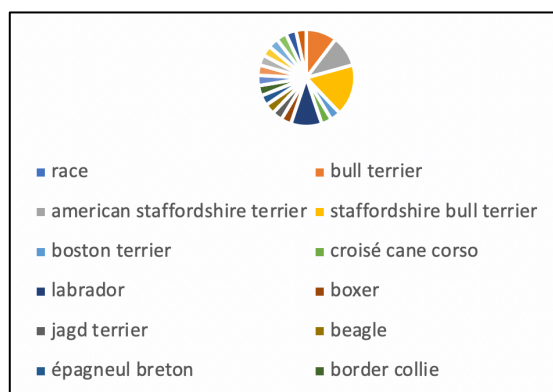 race bull terrier
american staffordshire terrier staffordshire bull terrier
boston terrier croisé cane corso
labrador boxer
jagd terrier beagle
épagneul breton border collie